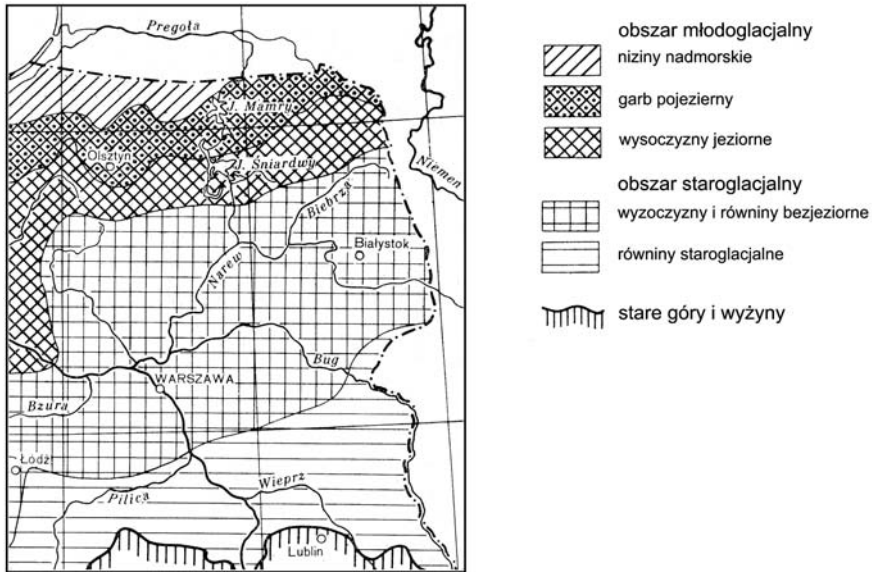 Pregoła
J. Mamry
Olsztyn
J. Śniardwy
Niemen
Biebrza
Białystok
Narew
Bug
WARSZAWA
Bzura
Łódź
Wieprz
Pilica
Lublin
obszar młodoglacjalny
niziny nadmorskie
garb pojezierny
wysoczyzny jeziorne
obszar staroglacjalny
wyzoczyzny i równiny bezjeziorne
równiny staroglacjalne
stare góry i wyżyny